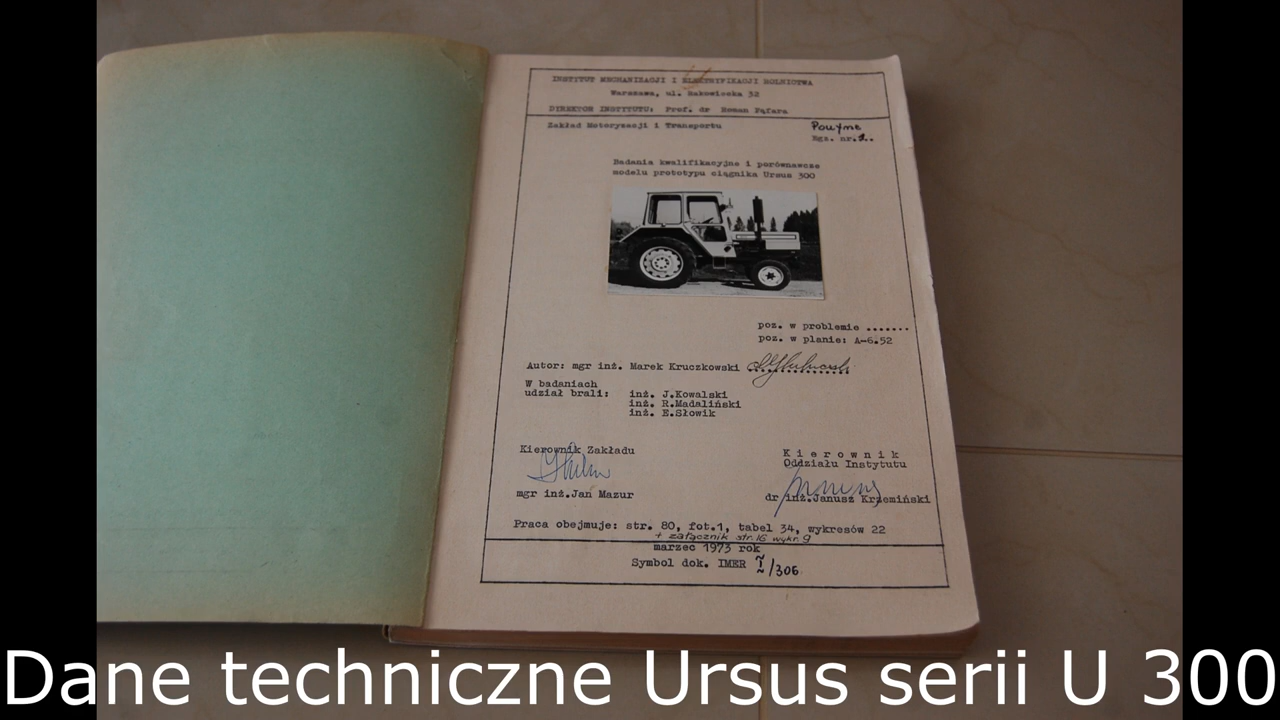 INSTYTUT MECHANIZACJI I ELEKTRYFIKACJI ROLNICTWA
Warszawa, ul. Rakowiecka 32
DIREKTOR INSTYTUTU: Prof. dr Roman Fąfara
Zakład Motoryzacji i Transportu
Poufne
Egz. nr.1..
Badania kwalifikacyjne i porównawcze
modelu prototypu ciągnika Ursus 300
poz. w problemie .......
poz. w planie: A-6.52
Autor: mgr inż. Marek Kruczkowski
W badaniach
udział brali: inż. J.Kowalski
inż. R.Madaliński
inż. E.Słowik
Kierownik Zakładu
mgr inż.Jan Mazur
Kierownik
Oddziału Instytutu
dr inż.Janusz Krzemiński
Praca obejmuje: str. 80, fot.1, tabel 34, wykresów 22
+ załącznik str.16 wykr.9
marzec 1973 rok
Symbol dok. IMER I/306
Dane techniczne Ursus serii U 300